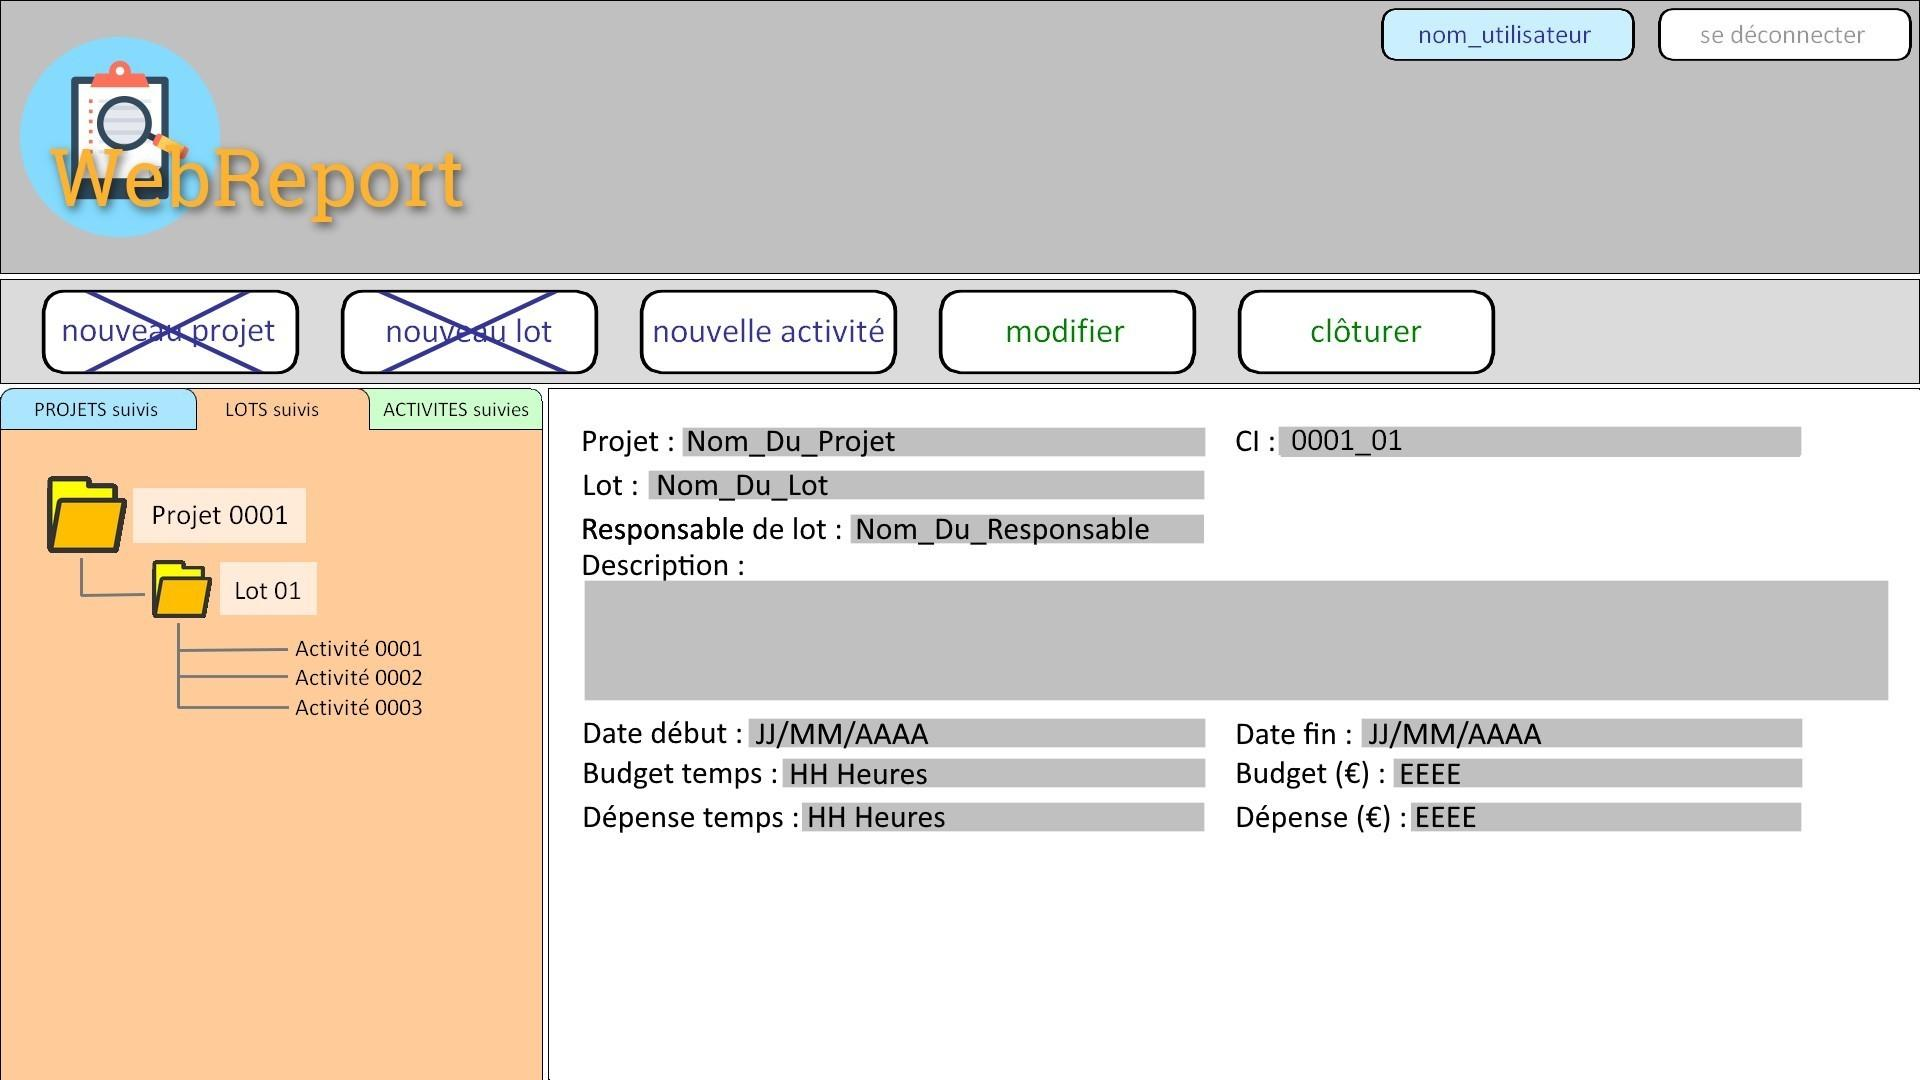 nom_utilisateur
se déconnecter
WebReport
nouveau projet
nouveau lot
nouvelle activité
modifier
clôturer
PROJETS suivis
LOTS suivis
ACTIVITES suivies
Projet 0001
Lot 01
Activité 0001
Activité 0002
Activité 0003
Projet : Nom_Du_Projet
CI : 0001_01
Lot : Nom_Du_Lot
Responsable de lot : Nom_Du_Responsable
Description :
Date début : JJ/MM/AAAA
Date fin : JJ/MM/AAAA
Budget temps : HH Heures
Budget (€) : EEEE
Dépense temps : HH Heures
Dépense (€) : EEEE